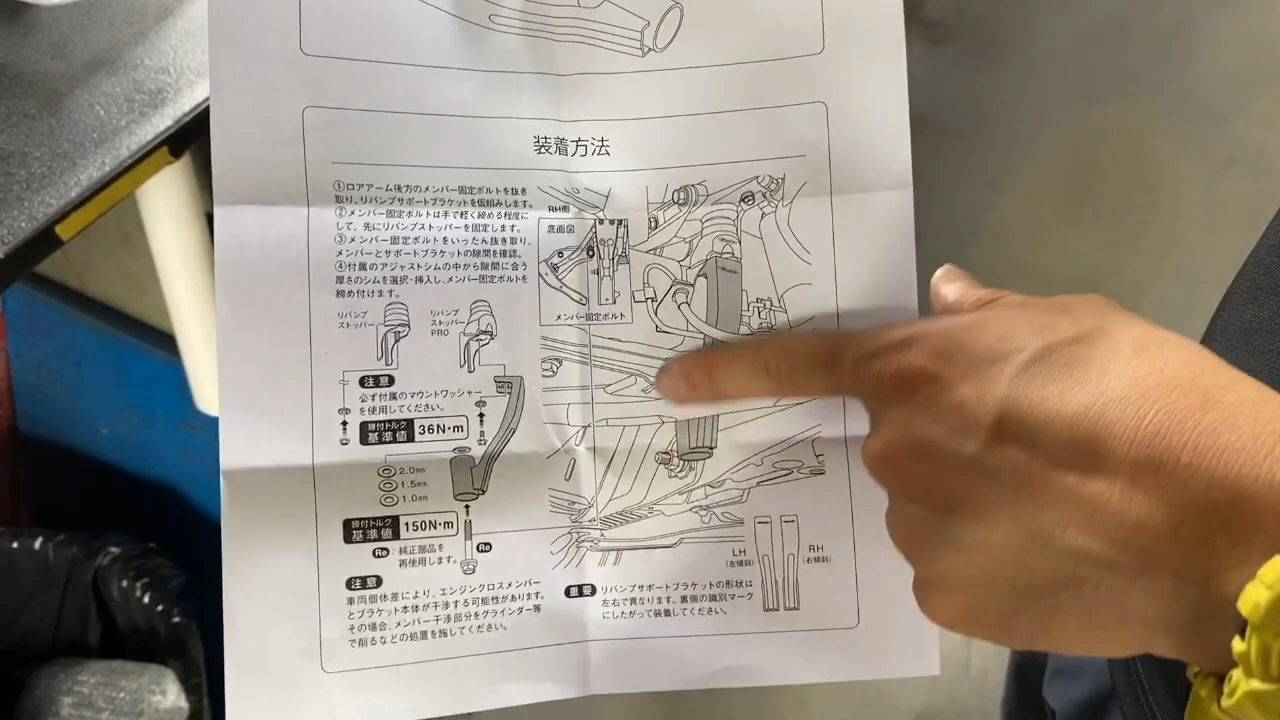 装着方法
①ロアアーム後方のメンバー固定ボルトを抜き
取り、リバンプサポートブラケットを仮組みします。
②メンバー固定ボルトは手で軽く締める程度に
して、先にリバンプストッパーを固定します。
③メンバー固定ボルトをいったん抜き取り、
メンバーとサポートブラケットの隙間を確認。
④付属のアジャストシムの中から隙間に合う
厚さのシムを選択・挿入し、メンバー固定ボルトを
締め付けます。
RH側
底面図
メンバー固定ボルト
リバンプ
ストッパー
リバンプ
ストッパー
PRO
注意
必ず付属のマウントワッシャー
を使用してください。
締付トルク
基準値 36N・m
2.0mm
1.5mm
1.0mm
締付トルク
基準値 150N・m
Re : 純正部品を
再使用します。
Re
注意
車両個体差により、エンジンクロスメンバー
とブラケット本体が干渉する可能性があります。
その場合、メンバー干渉部分をグラインダー等
で削るなどの処置を施してください。
LH
(左傾斜)
RH
(右傾斜)
重要 リバンプサポートブラケットの形状は
左右で異なります。裏側の識別マーク
にしたがって装着してください。